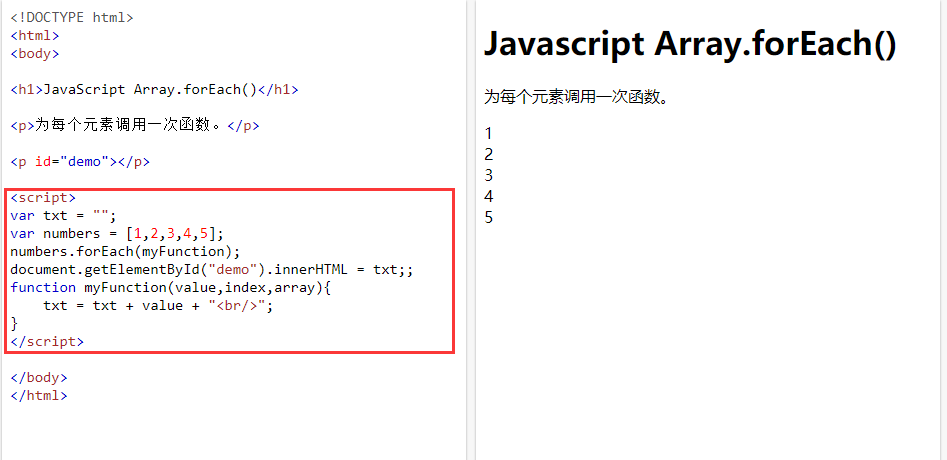 <!DOCTYPE html>
<html>
<body>
<h1>JavaScript Array.forEach()</h1>
<p>为每个元素调用一次函数。</p>
<p id="demo"></p>
<script>
var txt = "";
var numbers = [1,2,3,4,5];
numbers.forEach(myFunction);
document.getElementById("demo").innerHTML = txt;;
function myFunction(value,index,array){
    txt = txt + value + "<br/>";
}
</script>
</body>
</html>
Javascript Array.forEach()
为每个元素调用一次函数。
1
2
3
4
5